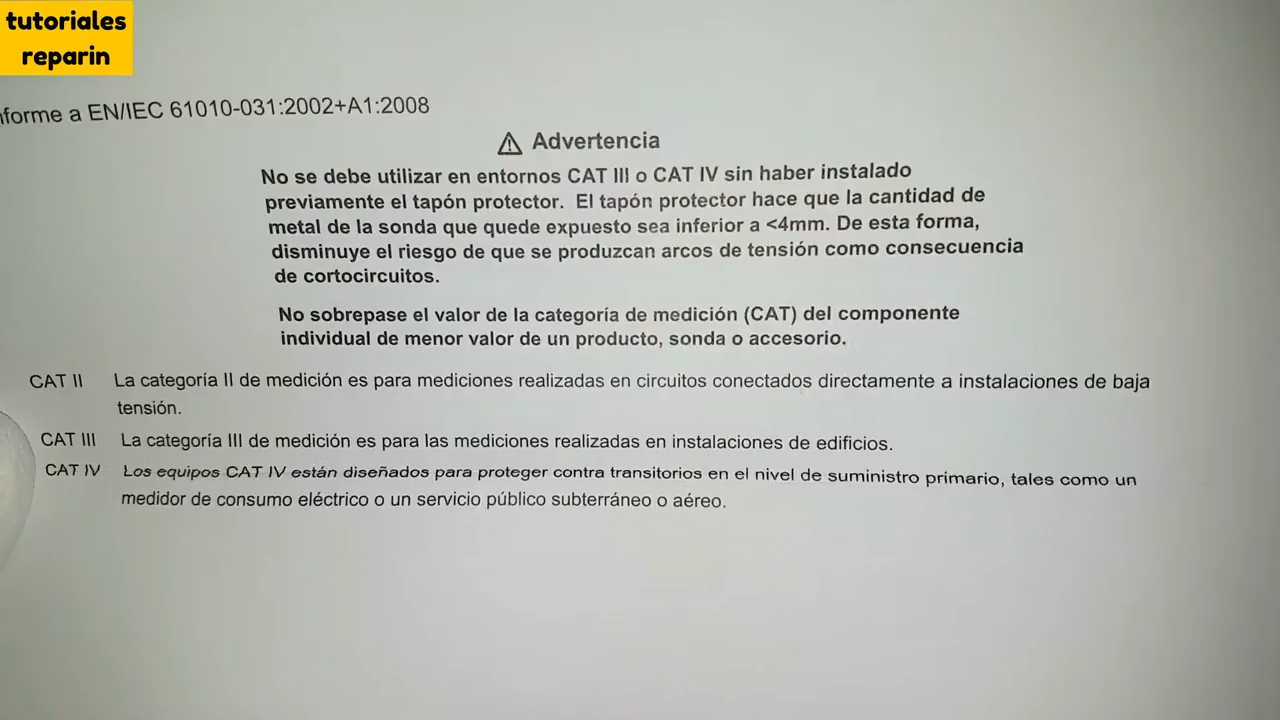 tutoriales
reparin
nforme a EN/IEC 61010-031:2002+A1:2008
Advertencia
No se debe utilizar en entornos CAT III o CAT IV sin haber instalado
previamente el tapón protector. El tapón protector hace que la cantidad de
metal de la sonda que quede expuesto sea inferior a <4mm. De esta forma,
disminuye el riesgo de que se produzcan arcos de tensión como consecuencia
de cortocircuitos.
No sobrepase el valor de la categoría de medición (CAT) del componente
individual de menor valor de un producto, sonda o accesorio.
CAT II La categoría II de medición es para mediciones realizadas en circuitos conectados directamente a instalaciones de baja
tensión.
CAT III La categoría III de medición es para las mediciones realizadas en instalaciones de edificios.
CAT IV Los equipos CAT IV están diseñados para proteger contra transitorios en el nivel de suministro primario, tales como un
medidor de consumo eléctrico o un servicio público subterráneo o aéreo.